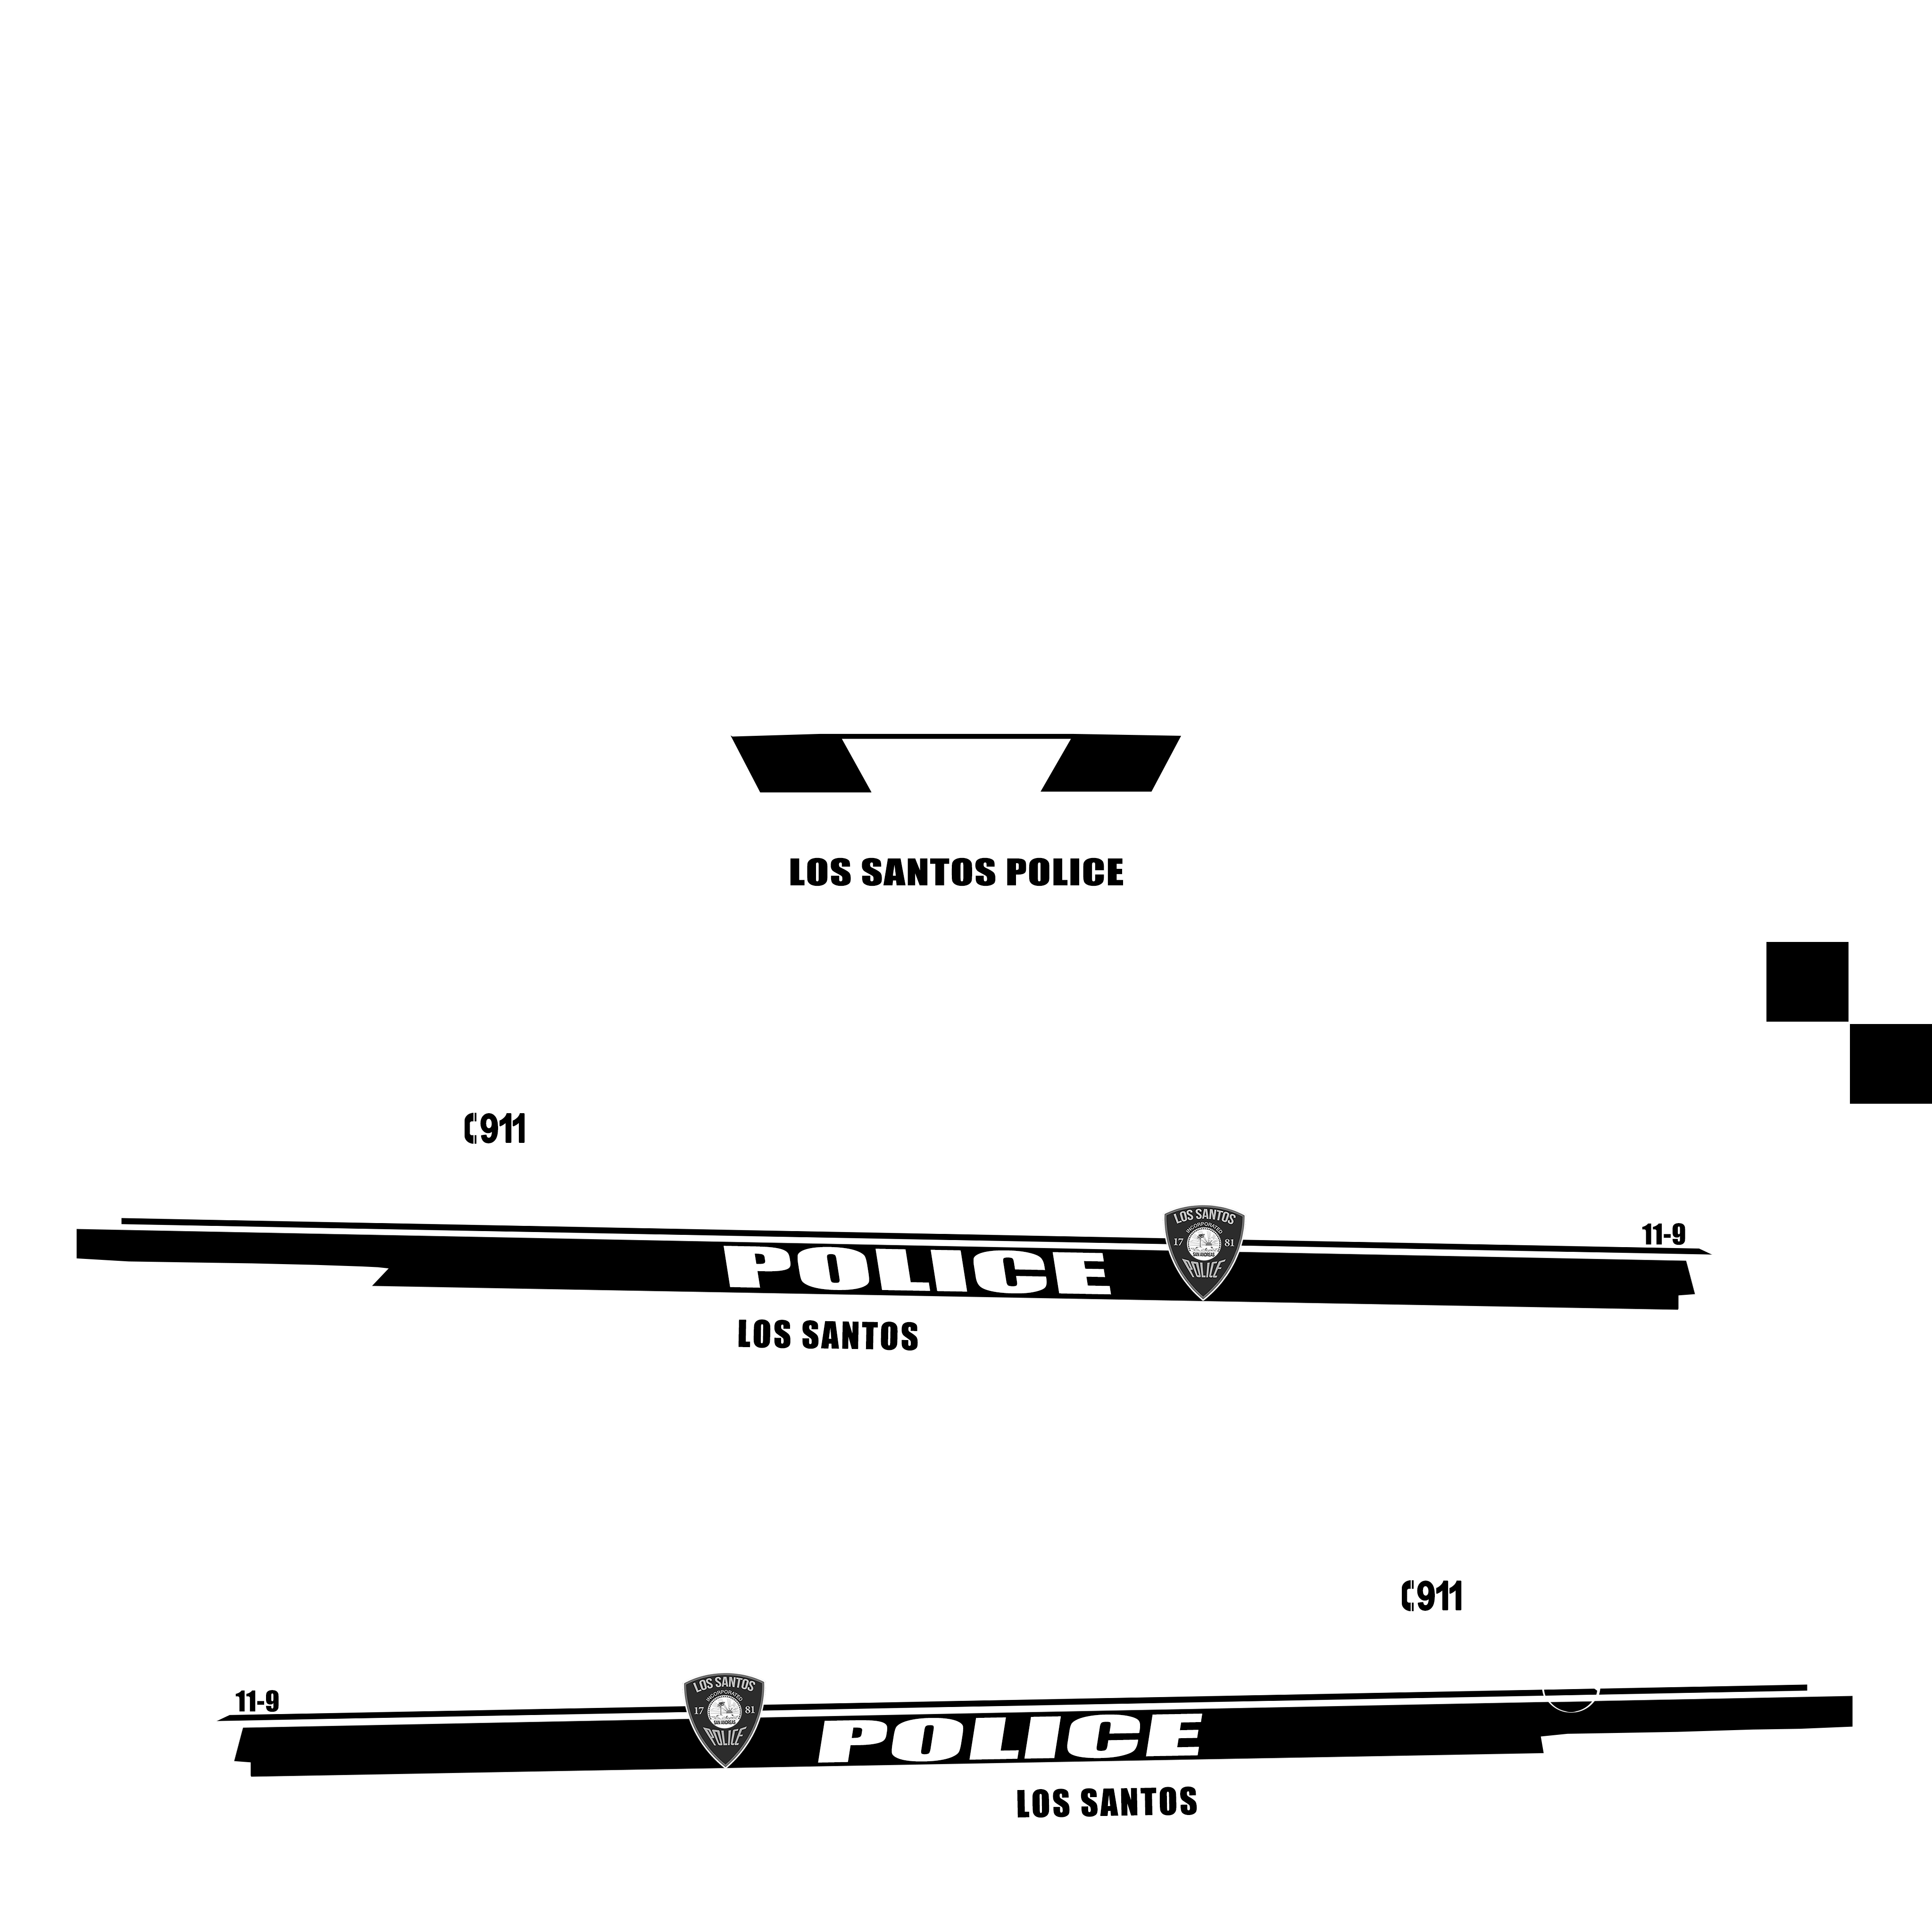 LOS SANTOS POLICE
911
LOS SANTOS
INCORPORATED
17 81
SAN ANDREAS
POLICE
11-9
POLICE
LOS SANTOS
911
LOS SANTOS
INCORPORATED
17 81
SAN ANDREAS
POLICE
11-9
POLICE
LOS SANTOS